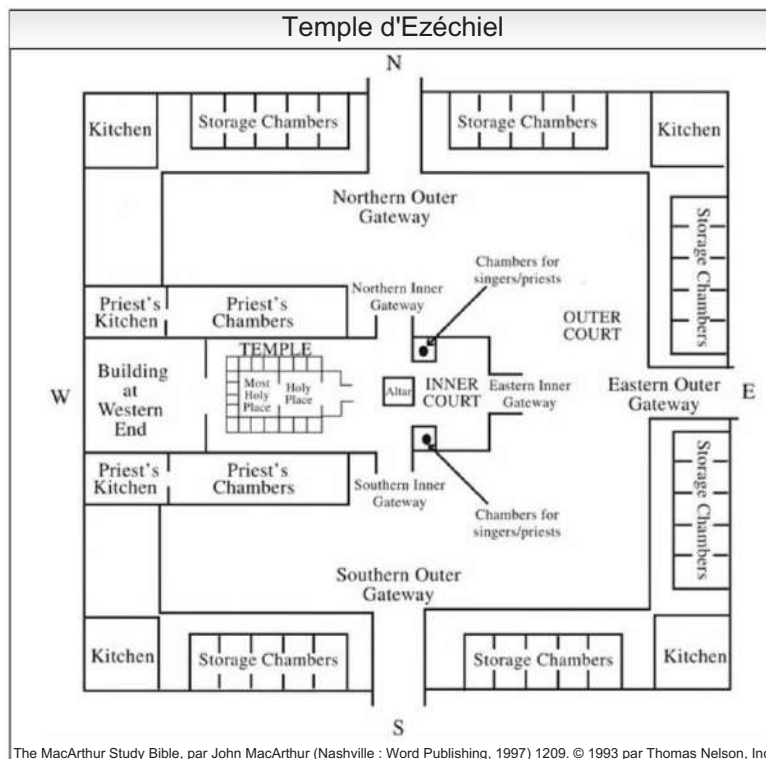 Temple d'Ezéchiel
N
Kitchen
Storage Chambers
Storage Chambers
Kitchen
Northern Outer
Gateway
Storage Chambers
Chambers for
singers/priests
Northern Inner
Gateway
Priest's
Kitchen
Priest's
Chambers
OUTER
COURT
TEMPLE
Building
at
Western
End
Most
Holy
Place
Holy
Place
Altar
INNER
COURT
Eastern Inner
Gateway
Eastern Outer
Gateway
W
E
Priest's
Kitchen
Priest's
Chambers
Southern Inner
Gateway
Chambers for
singers/priests
Storage Chambers
Southern Outer
Gateway
Kitchen
Storage Chambers
Storage Chambers
Kitchen
S
The MacArthur Study Bible, par John MacArthur (Nashville : Word Publishing, 1997) 1209. © 1993 par Thomas Nelson, Inc